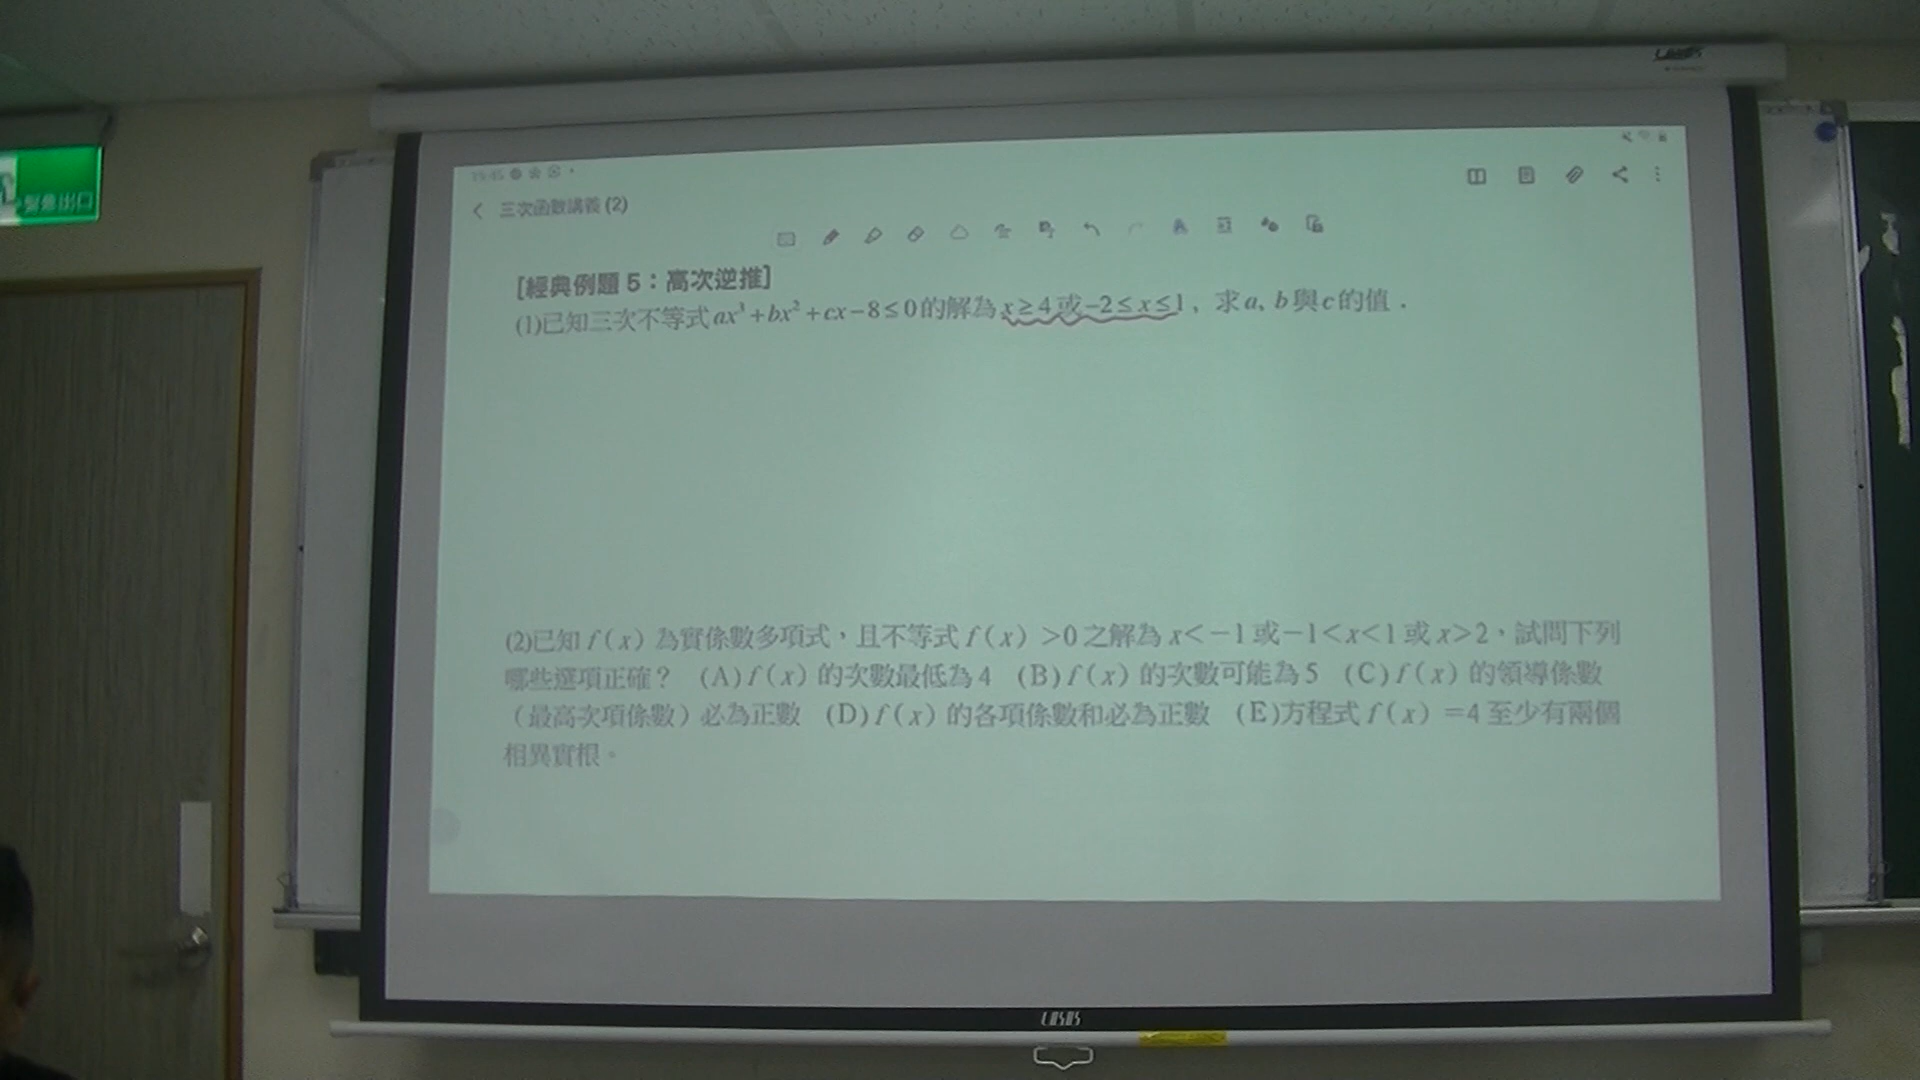 緊急出口
三次函數講義 (2)
[經典例題 5：高次逆推]
(1)已知三次不等式 ax³+bx²+cx−8≤0 的解為 x≥4 或 −2≤x≤1，求 a, b 與 c 的值．
(2)已知 f(x) 為實係數多項式，且不等式 f(x) >0 之解為 x<−1 或 −1<x<1 或 x>2，試問下列
哪些選項正確？ (A) f(x) 的次數最低為 4 (B) f(x) 的次數可能為 5 (C) f(x) 的領導係數
（最高次項係數）必為正數 (D) f(x) 的各項係數和必為正數 (E)方程式 f(x) =4 至少有兩個
相異實根。